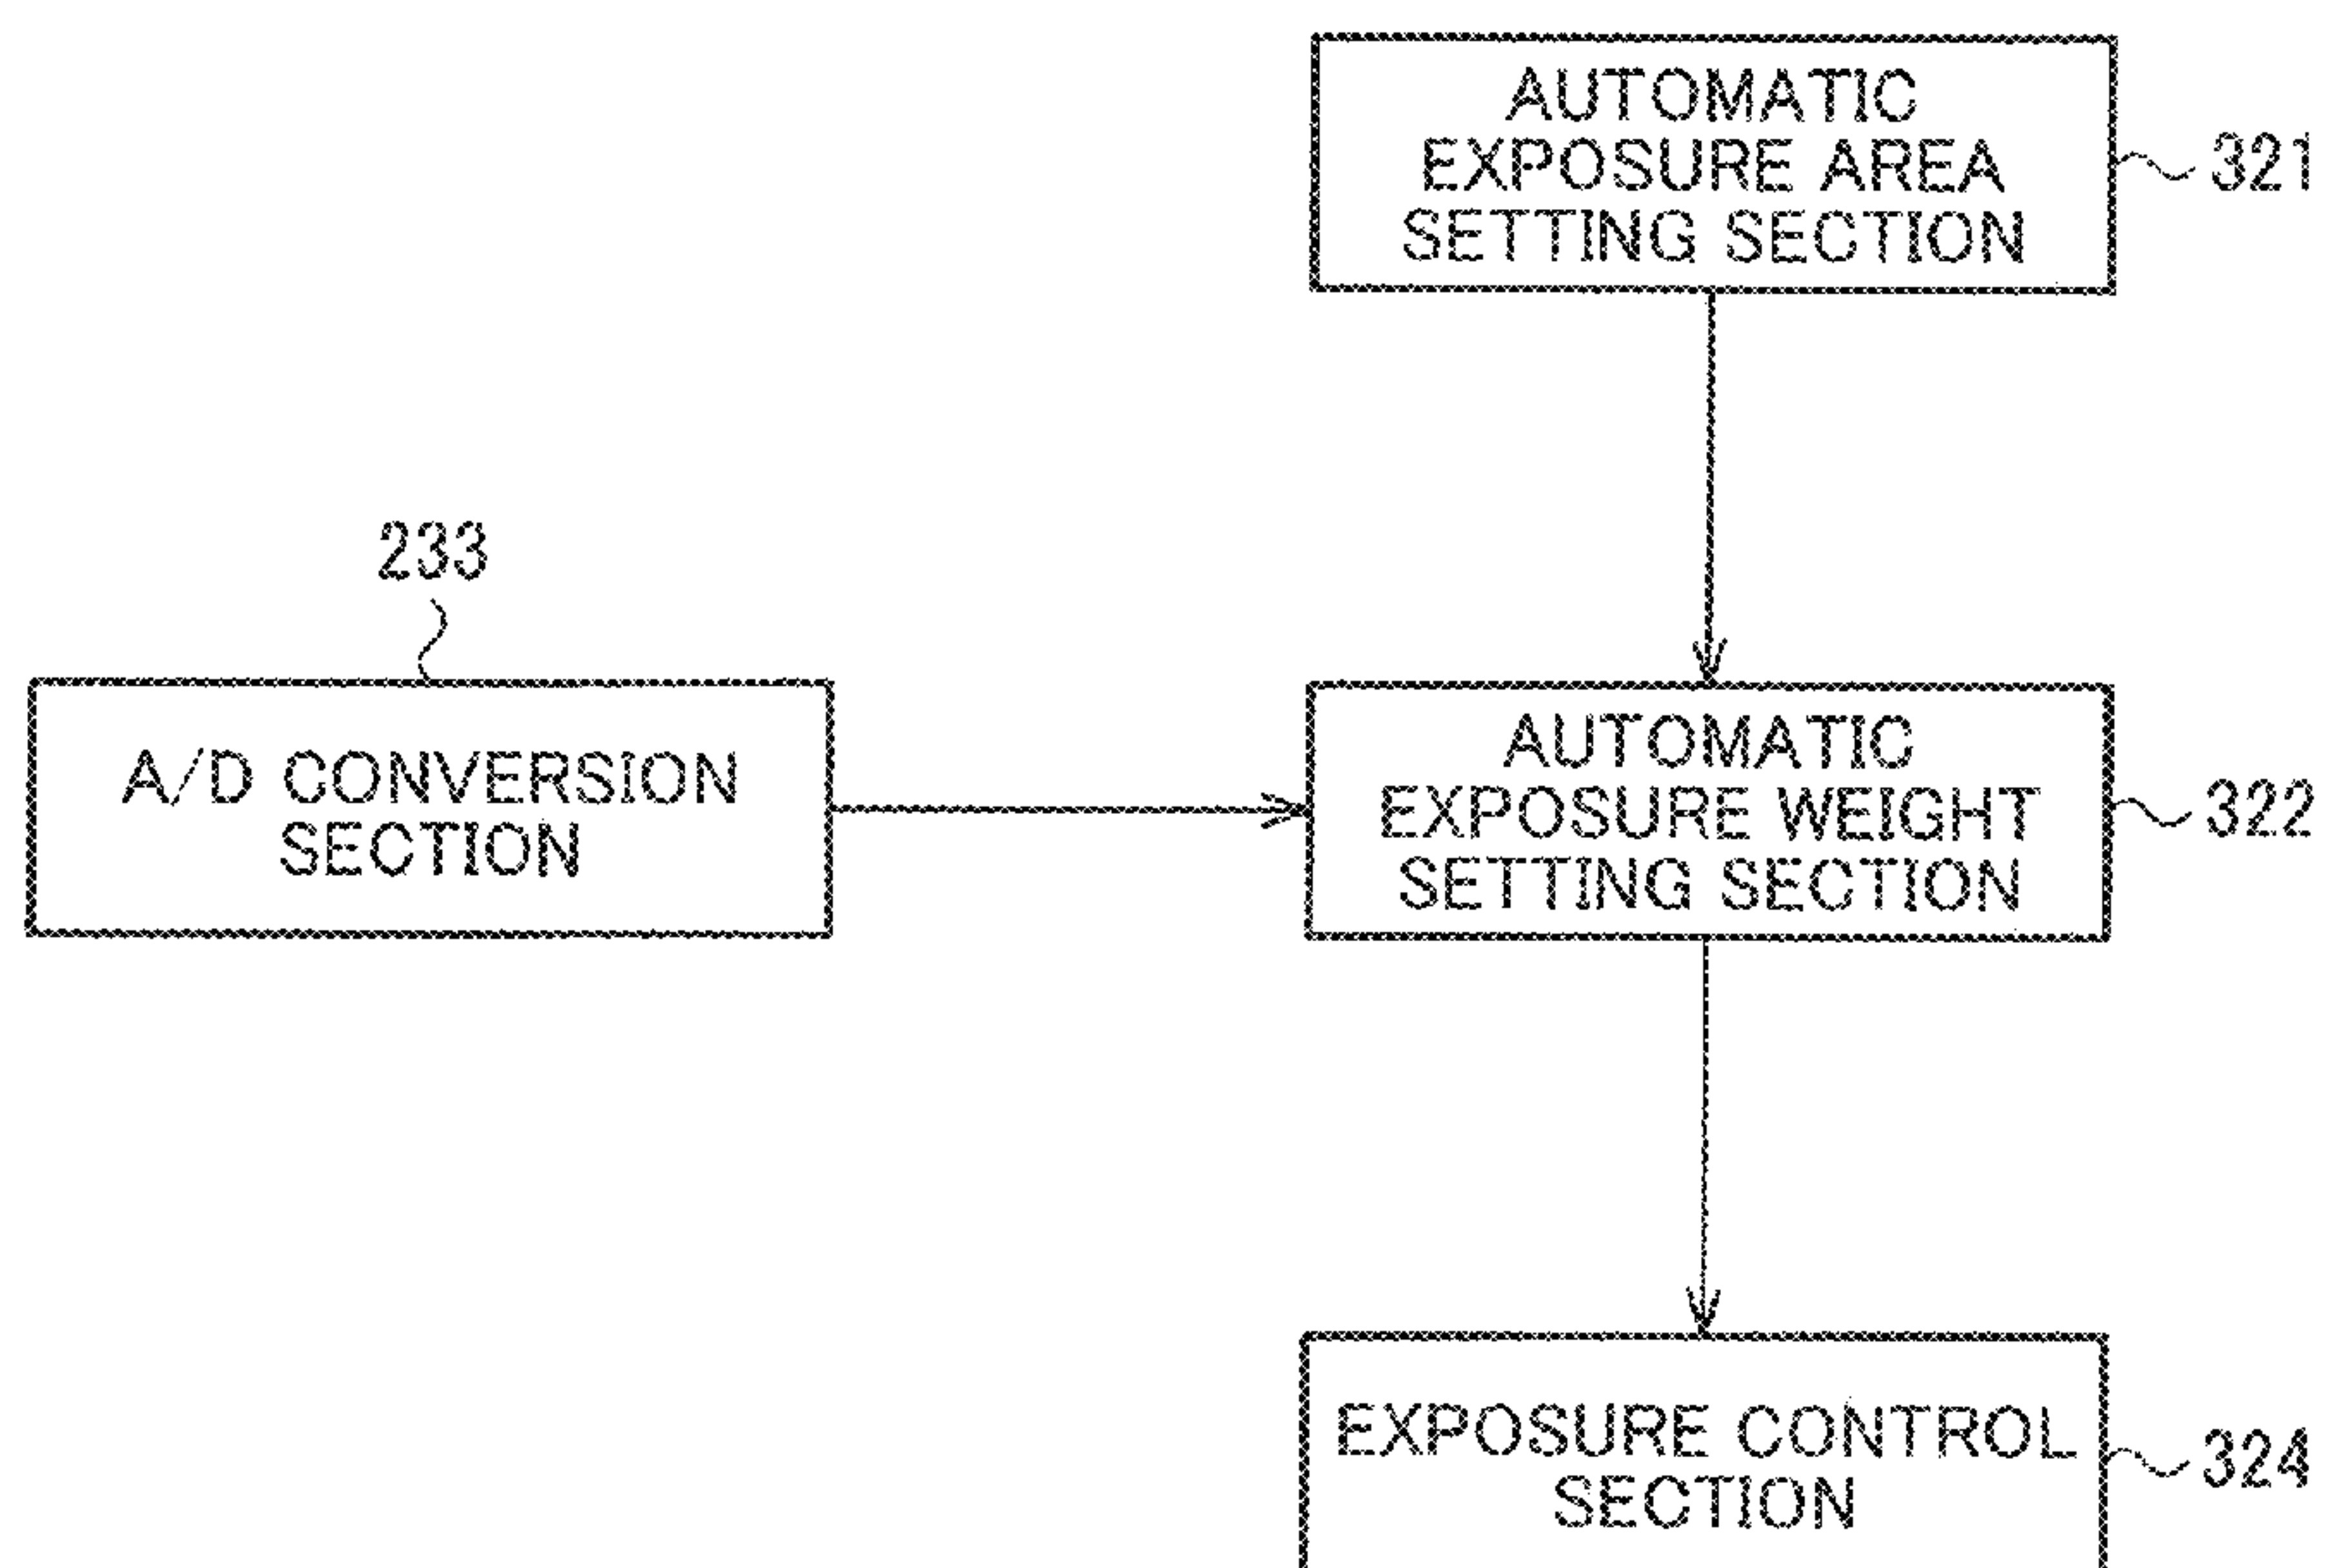 AUTOMATIC
EXPOSURE AREA
SETTING SECTION
321
233
A/D CONVERSION
SECTION
AUTOMATIC
EXPOSURE WEIGHT
SETTING SECTION
322
EXPOSURE CONTROL
SECTION
324